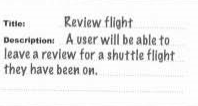 Title: Review flight
Description: A user will be able to
leave a review for a shuttle flight
they have been on.